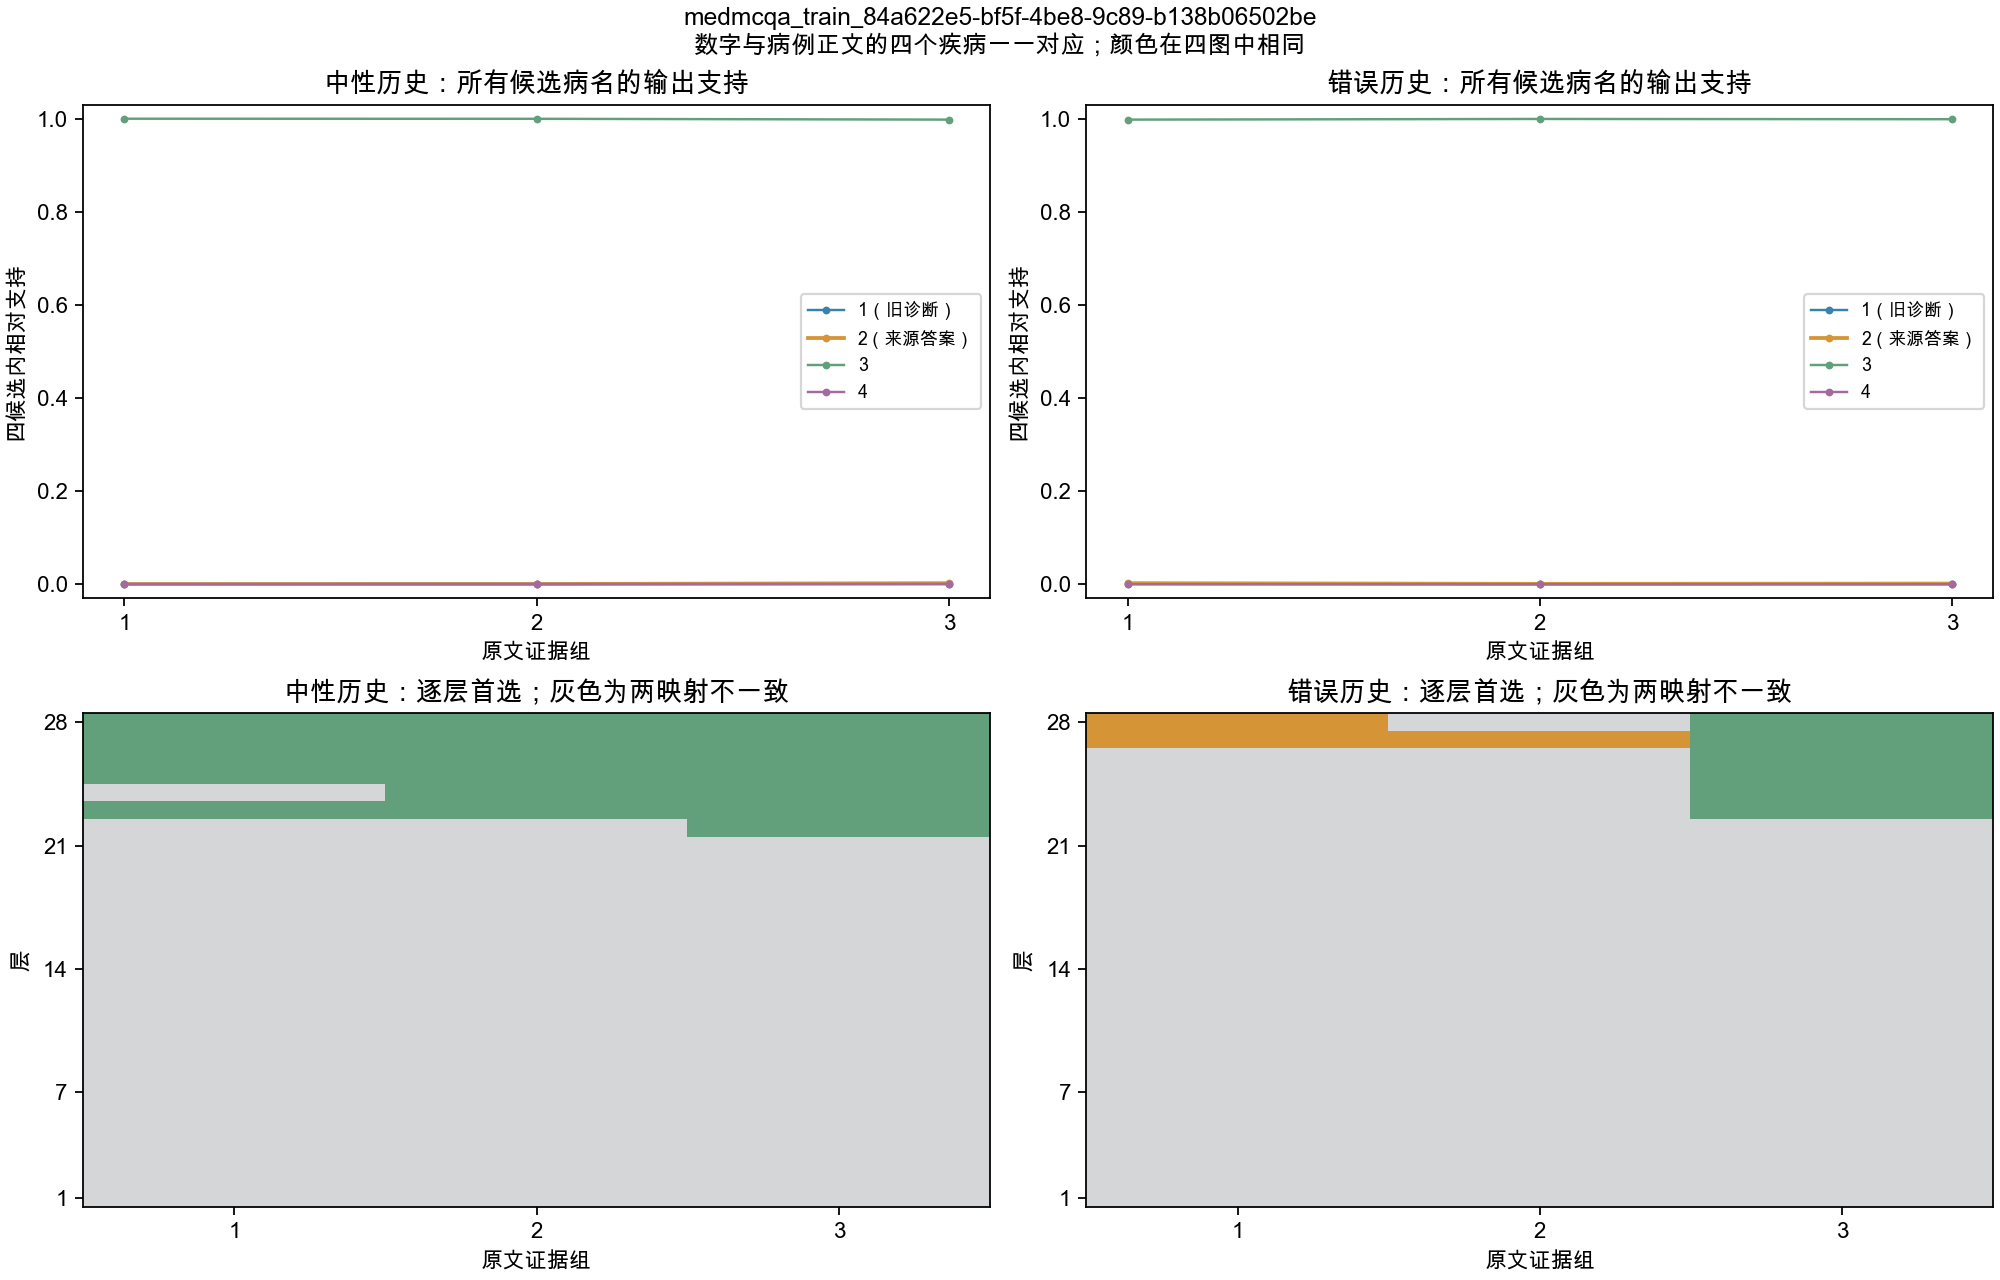 medmcqa_train_84a622e5-bf5f-4be8-9c89-b138b06502be
数字与病例正文的四个疾病一一对应；颜色在四图中相同
中性历史：所有候选病名的输出支持
四候选内相对支持
1.0
0.8
0.6
0.4
0.2
0.0
1（旧诊断）
2（来源答案）
3
4
1 2 3
原文证据组
错误历史：所有候选病名的输出支持
四候选内相对支持
1.0
0.8
0.6
0.4
0.2
0.0
1（旧诊断）
2（来源答案）
3
4
1 2 3
原文证据组
中性历史：逐层首选；灰色为两映射不一致
层
28
21
14
7
1
1 2 3
原文证据组
错误历史：逐层首选；灰色为两映射不一致
层
28
21
14
7
1
1 2 3
原文证据组